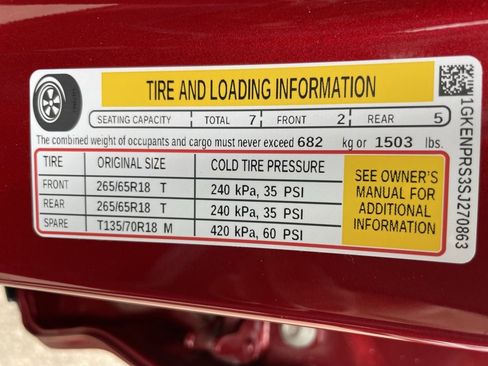 TIRE AND LOADING INFORMATION
SEATING CAPACITY TOTAL 7 FRONT 2 REAR 5
The combined weight of occupants and cargo must never exceed 682 kg or 1503 lbs.
TIRE ORIGINAL SIZE COLD TIRE PRESSURE
FRONT 265/65R18 T 240 kPa, 35 PSI
REAR 265/65R18 T 240 kPa, 35 PSI
SPARE T135/70R18 M 420 kPa, 60 PSI
SEE OWNER'S
MANUAL FOR
ADDITIONAL
INFORMATION
1GKENPRS3SJ270863